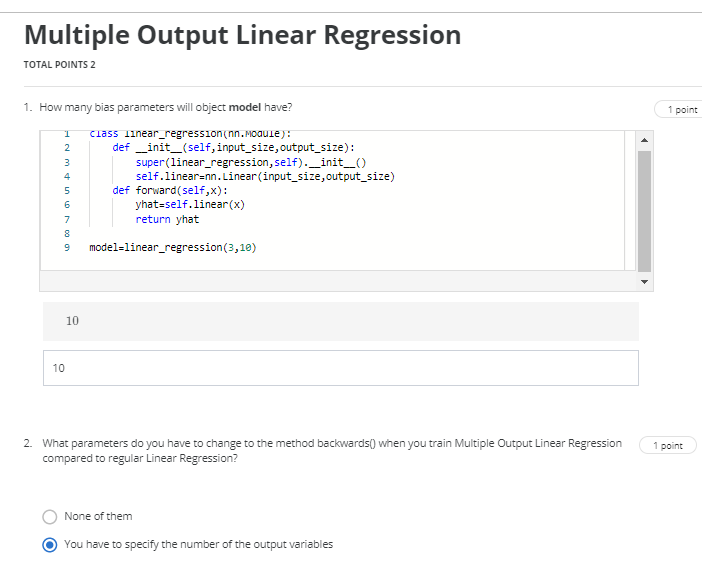 Multiple Output Linear Regression
TOTAL POINTS 2
1. How many bias parameters will object model have?
1 point
1 class linear_regression(nn.Module):
2 def __init__(self,input_size,output_size):
3 super(linear_regression,self).__init__()
4 self.linear=nn.Linear(input_size,output_size)
5 def forward(self,x):
6 yhat=self.linear(x)
7 return yhat
8
9 model=linear_regression(3,10)
10
10
2. What parameters do you have to change to the method backwards() when you train Multiple Output Linear Regression
compared to regular Linear Regression?
1 point
None of them
You have to specify the number of the output variables